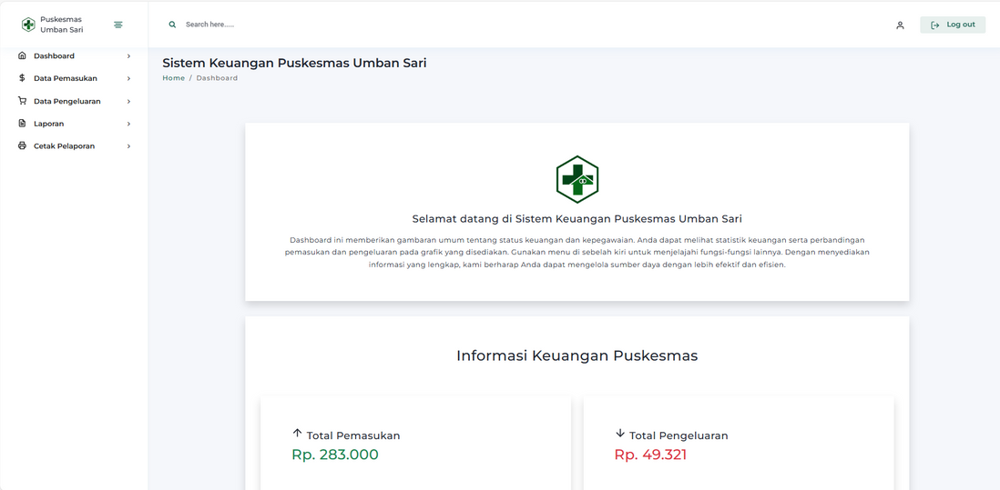 Puskesmas
Umban Sari
Search here.....
Log out
Dashboard
Data Pemasukan
Data Pengeluaran
Laporan
Cetak Pelaporan
Sistem Keuangan Puskesmas Umban Sari
Home / Dashboard
Selamat datang di Sistem Keuangan Puskesmas Umban Sari
Dashboard ini memberikan gambaran umum tentang status keuangan dan kepegawaian. Anda dapat melihat statistik keuangan serta perbandingan
pemasukan dan pengeluaran pada grafik yang disediakan. Gunakan menu di sebelah kiri untuk menjelajahi fungsi-fungsi lainnya. Dengan menyediakan
informasi yang lengkap, kami berharap Anda dapat mengelola sumber daya dengan lebih efektif dan efisien.
Informasi Keuangan Puskesmas
Total Pemasukan
Rp. 283.000
Total Pengeluaran
Rp. 49.321